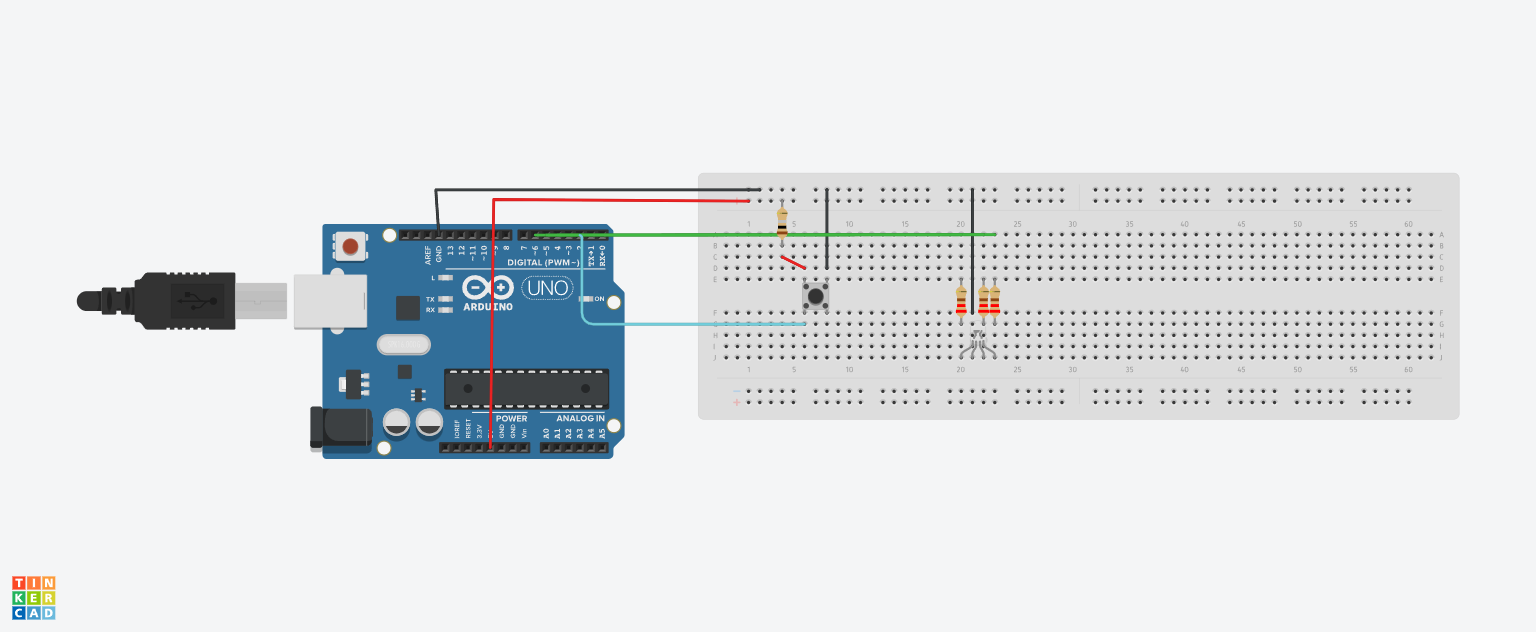 1 5 10 15 20 25 30 35 40 45 50 55 60
A
B
C
D
E
F
G
H
I
J
1 5 10 15 20 25 30 35 40 45 50 55 60
AREF
GND
13
12
~11
~10
8
7
~6
~5
4
~3
2
TX→1
RX←0
DIGITAL (PWM~)
L
TX
RX
ARDUINO
UNO
ON
POWER
ANALOG IN
IOREF
RESET
3.3V
GND
GND
Vin
A0
A1
A2
A3
A4
A5
TIN
KER
CAD